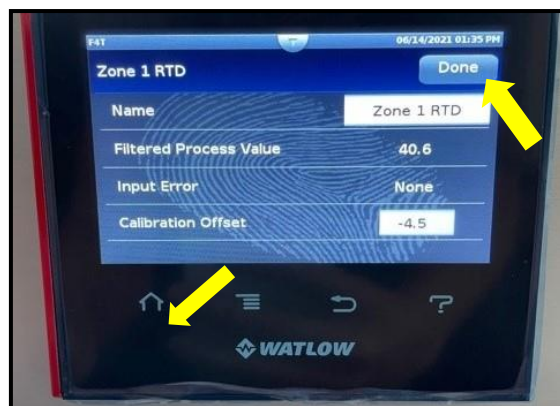 F4T 06/14/2021 01:35 PM
Zone 1 RTD Done
Name Zone 1 RTD
Filtered Process Value 40.6
Input Error None
Calibration Offset -4.5
WATLOW